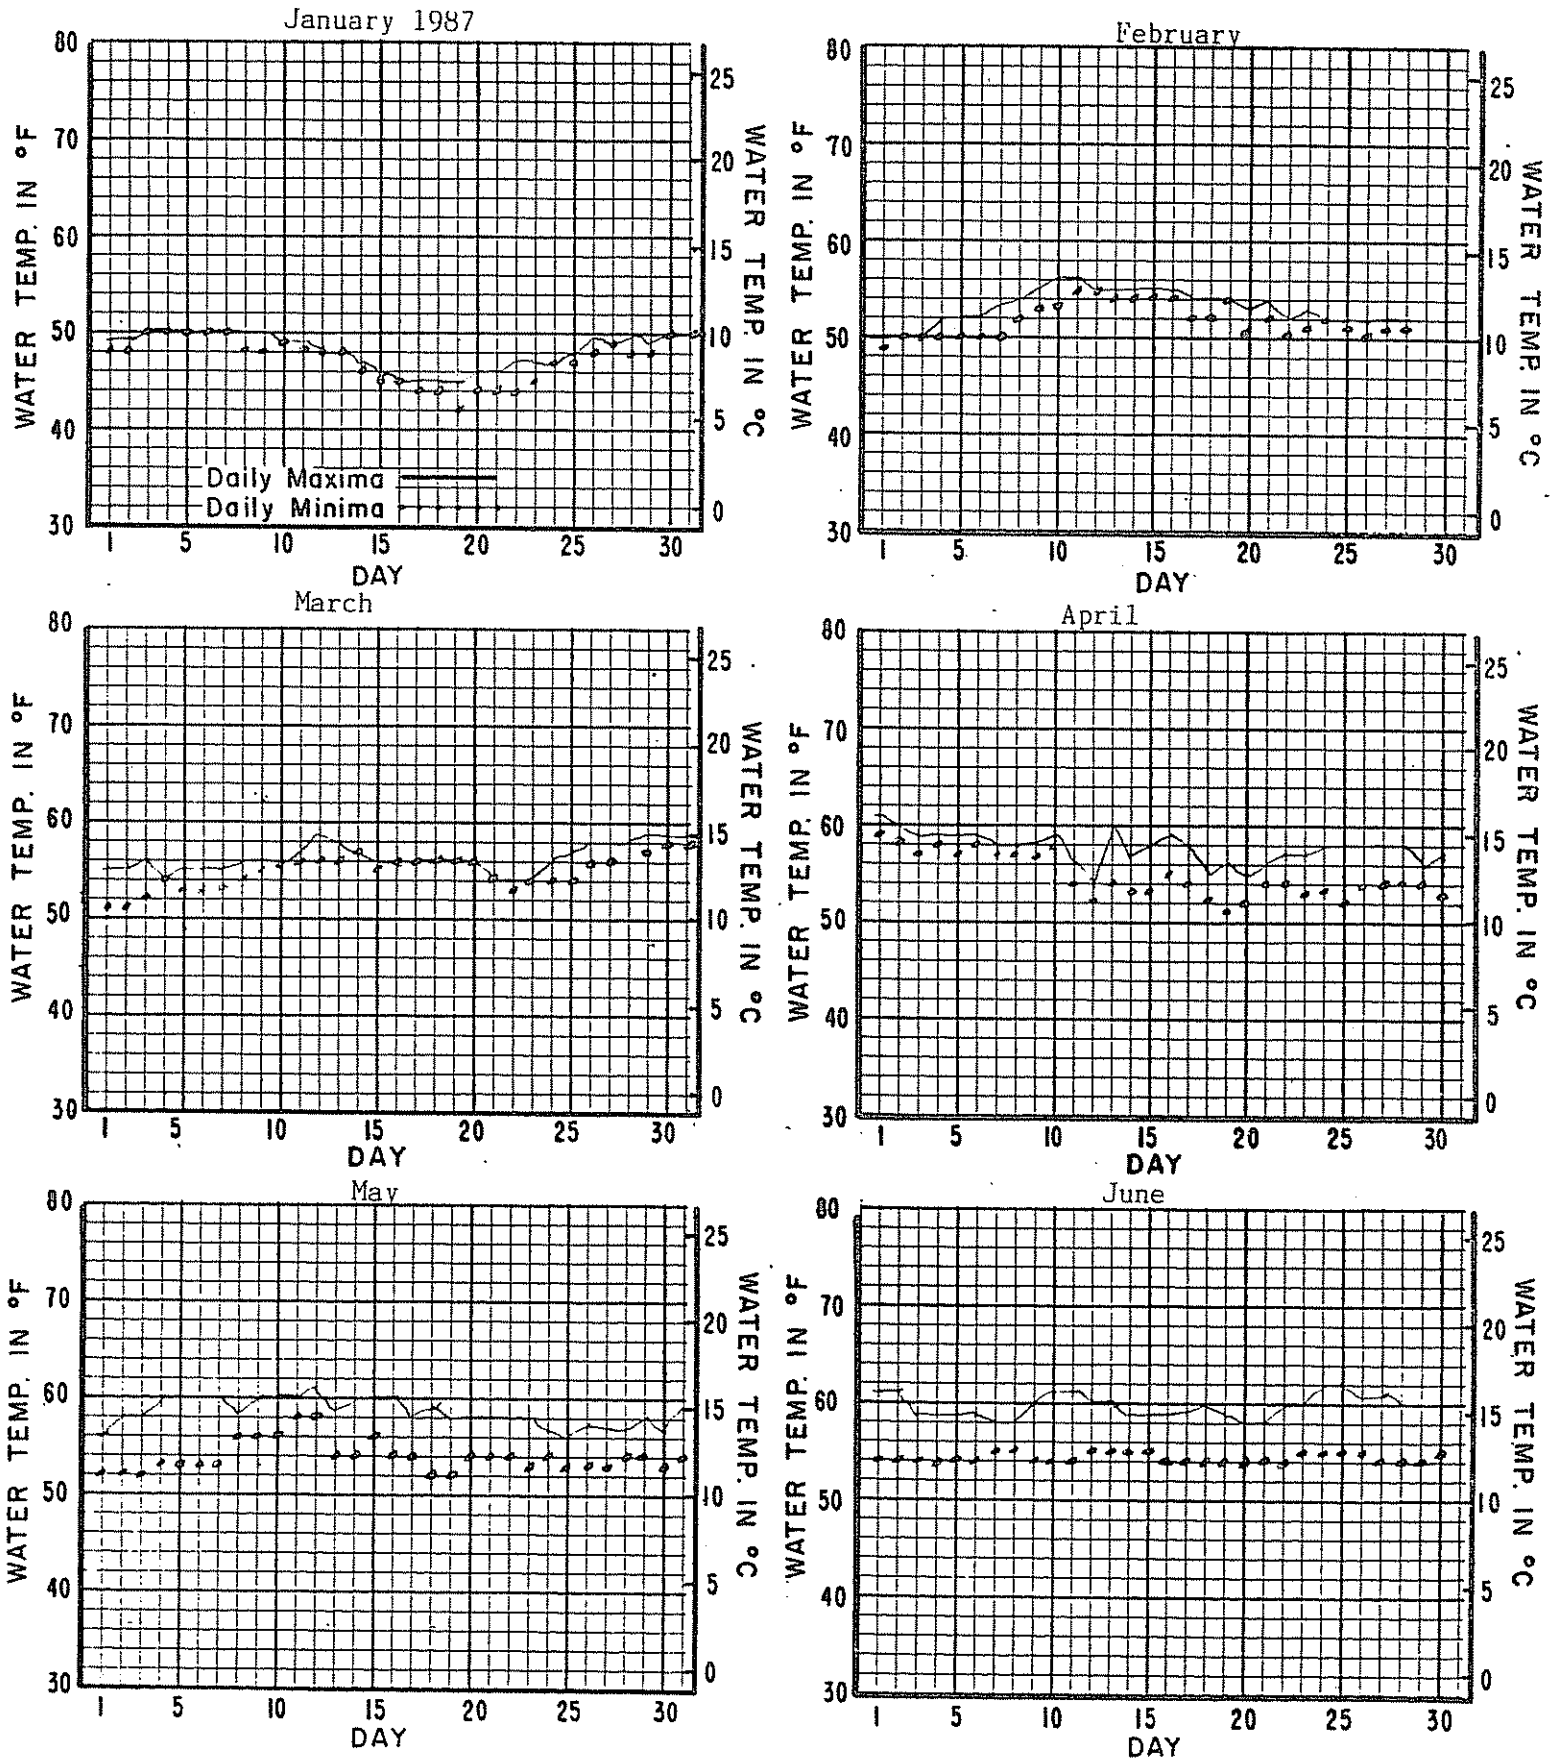 January 1987
80
70
60
50
40
30
WATER TEMP. IN °F
25
20
15
10
5
0
WATER TEMP. IN °C
Daily Maxima
Daily Minima
1 5 10 15 20 25 30
DAY
February
80
70
60
50
40
30
WATER TEMP. IN °F
25
20
15
10
5
0
WATER TEMP. IN °C
1 5 10 15 20 25 30
DAY
March
80
70
60
50
40
30
WATER TEMP. IN °F
25
20
15
10
5
0
WATER TEMP. IN °C
1 5 10 15 20 25 30
DAY
April
80
70
60
50
40
30
WATER TEMP. IN °F
25
20
15
10
5
0
WATER TEMP. IN °C
1 5 10 15 20 25 30
DAY
May
80
70
60
50
40
30
WATER TEMP. IN °F
25
20
15
10
5
0
WATER TEMP. IN °C
1 5 10 15 20 25 30
DAY
June
80
70
60
50
40
30
WATER TEMP. IN °F
25
20
15
10
5
0
WATER TEMP. IN °C
1 5 10 15 20 25 30
DAY